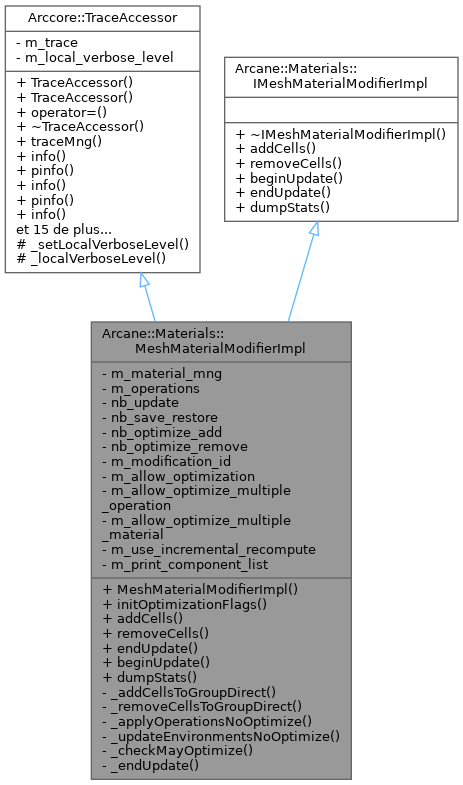 Arccore::TraceAccessor
- m_trace
- m_local_verbose_level
+ TraceAccessor()
+ TraceAccessor()
+ operator=()
+ ~TraceAccessor()
+ traceMng()
+ info()
+ pinfo()
+ info()
+ pinfo()
+ info()
et 15 de plus...
# _setLocalVerboseLevel()
# _localVerboseLevel()
Arcane::Materials::
IMeshMaterialModifierImpl
+ ~IMeshMaterialModifierImpl()
+ addCells()
+ removeCells()
+ beginUpdate()
+ endUpdate()
+ dumpStats()
Arcane::Materials::
MeshMaterialModifierImpl
- m_material_mng
- m_operations
- nb_update
- nb_save_restore
- nb_optimize_add
- nb_optimize_remove
- m_modification_id
- m_allow_optimization
- m_allow_optimize_multiple
_operation
- m_allow_optimize_multiple
_material
- m_use_incremental_recompute
- m_print_component_list
+ MeshMaterialModifierImpl()
+ initOptimizationFlags()
+ addCells()
+ removeCells()
+ endUpdate()
+ beginUpdate()
+ dumpStats()
- _addCellsToGroupDirect()
- _removeCellsToGroupDirect()
- _applyOperationsNoOptimize()
- _updateEnvironmentsNoOptimize()
- _checkMayOptimize()
- _endUpdate()